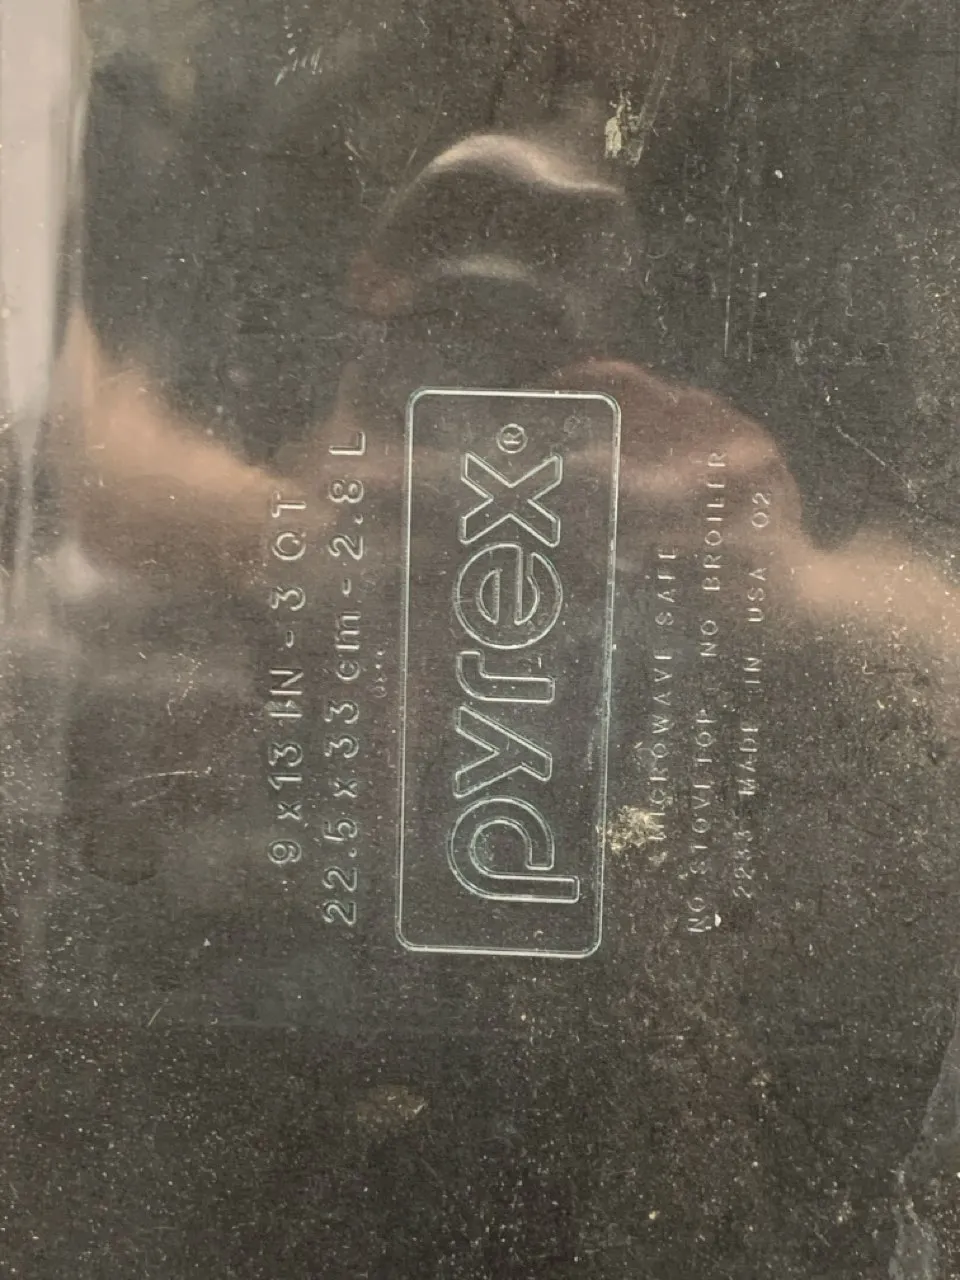 9 x 13 IN - 3 QT
22.5 x 33 cm - 2.8 L
pyrex®
MICROWAVE SAFE
NO STOVETOP NO BROILER
233 MADE IN USA 02